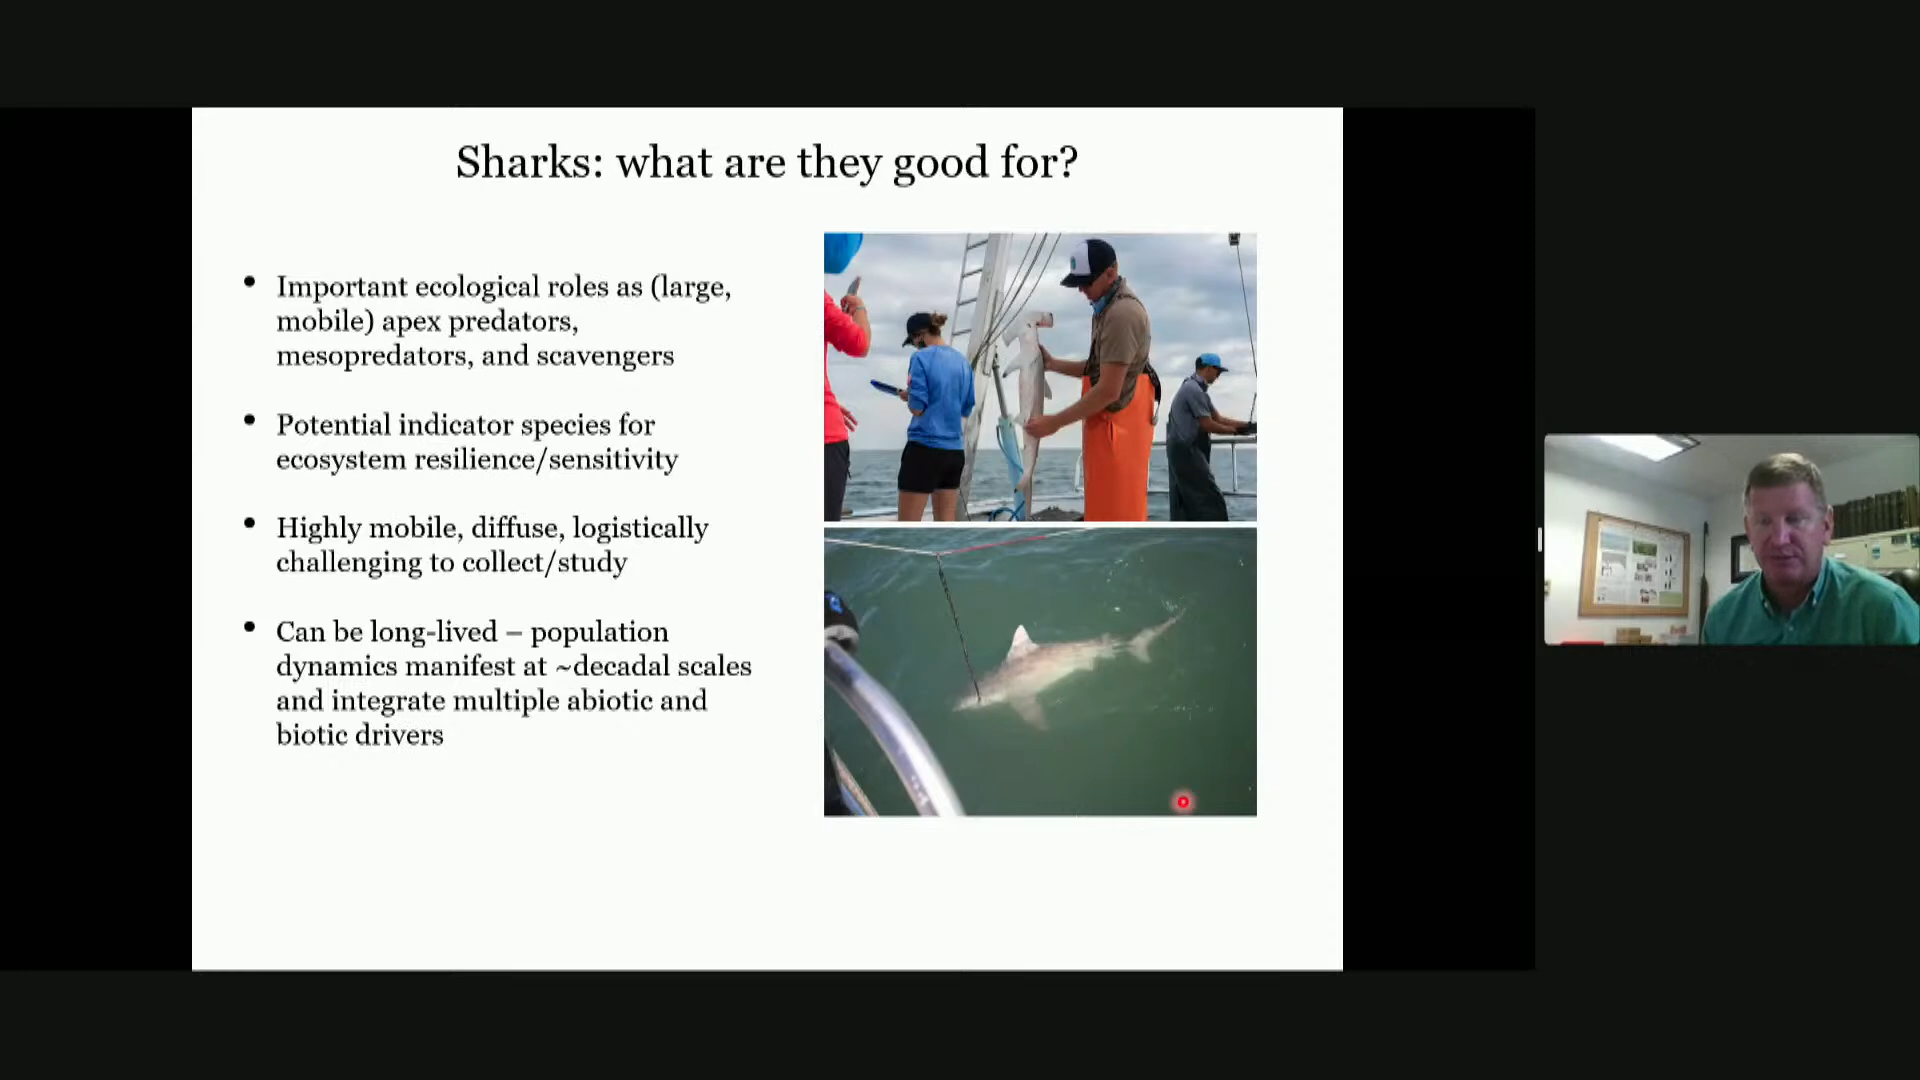 Sharks: what are they good for?
• Important ecological roles as (large,
mobile) apex predators,
mesopredators, and scavengers
• Potential indicator species for
ecosystem resilience/sensitivity
• Highly mobile, diffuse, logistically
challenging to collect/study
• Can be long-lived – population
dynamics manifest at ~decadal scales
and integrate multiple abiotic and
biotic drivers